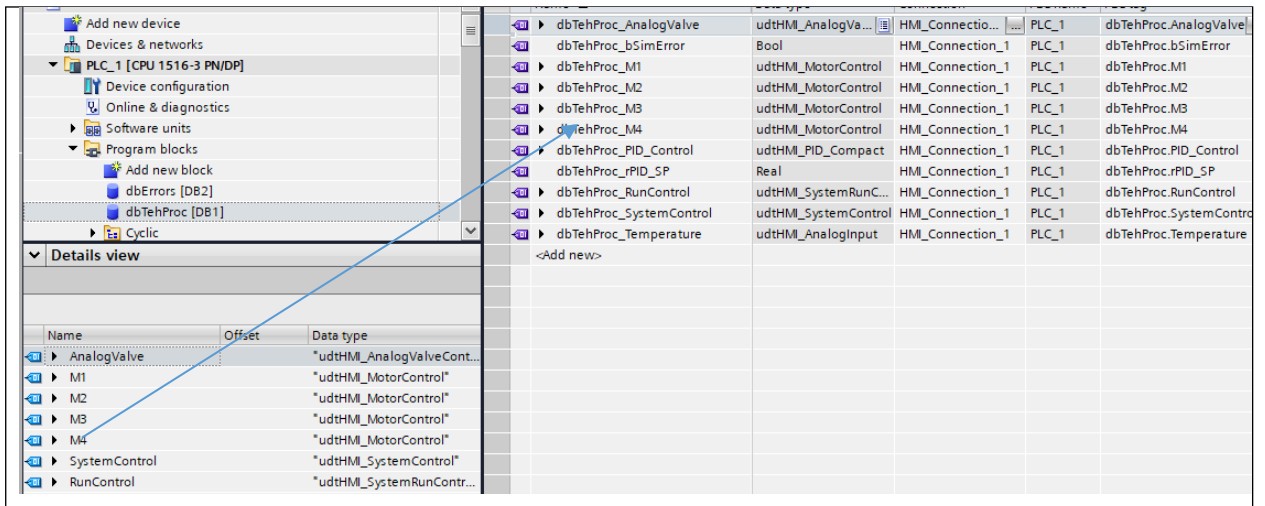 Add new device
Devices & networks
PLC_1 [CPU 1516-3 PN/DP]
Device configuration
Online & diagnostics
Software units
Program blocks
Add new block
dbErrors [DB2]
dbTehProc [DB1]
Cyclic
Details view
Name Offset Data type
AnalogValve "udtHMI_AnalogValveCont...
M1 "udtHMI_MotorControl"
M2 "udtHMI_MotorControl"
M3 "udtHMI_MotorControl"
M4 "udtHMI_MotorControl"
SystemControl "udtHMI_SystemControl"
RunControl "udtHMI_SystemRunContr...
dbTehProc_AnalogValve udtHMI_AnalogVa... HMI_Connectio... ... PLC_1 dbTehProc.AnalogValve
dbTehProc_bSimError Bool HMI_Connection_1 PLC_1 dbTehProc.bSimError
dbTehProc_M1 udtHMI_MotorControl HMI_Connection_1 PLC_1 dbTehProc.M1
dbTehProc_M2 udtHMI_MotorControl HMI_Connection_1 PLC_1 dbTehProc.M2
dbTehProc_M3 udtHMI_MotorControl HMI_Connection_1 PLC_1 dbTehProc.M3
dbTehProc_M4 udtHMI_MotorControl HMI_Connection_1 PLC_1 dbTehProc.M4
dbTehProc_PID_Control udtHMI_PID_Compact HMI_Connection_1 PLC_1 dbTehProc.PID_Control
dbTehProc_rPID_SP Real HMI_Connection_1 PLC_1 dbTehProc.rPID_SP
dbTehProc_RunControl udtHMI_SystemRunC... HMI_Connection_1 PLC_1 dbTehProc.RunControl
dbTehProc_SystemControl udtHMI_SystemControl HMI_Connection_1 PLC_1 dbTehProc.SystemContro
dbTehProc_Temperature udtHMI_AnalogInput HMI_Connection_1 PLC_1 dbTehProc.Temperature
<Add new>